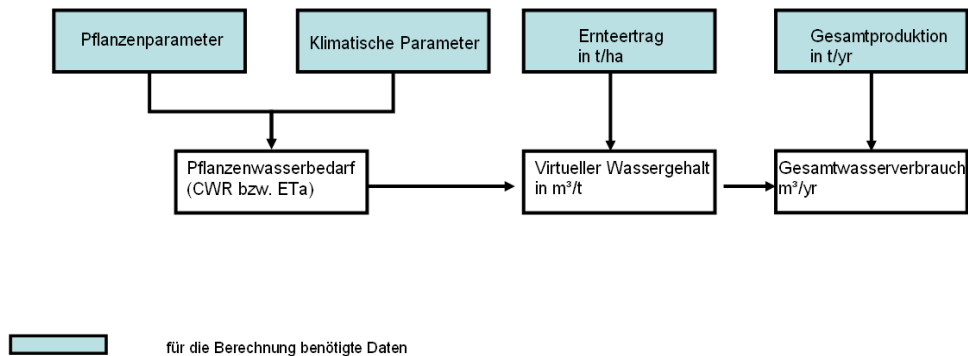 Pflanzenparameter
Klimatische Parameter
Ernteertrag
in t/ha
Gesamtproduktion
in t/yr
Pflanzenwasserbedarf
(CWR bzw. ETa)
Virtueller Wassergehalt
in m³/t
Gesamtwasserverbrauch
m³/yr
für die Berechnung benötigte Daten